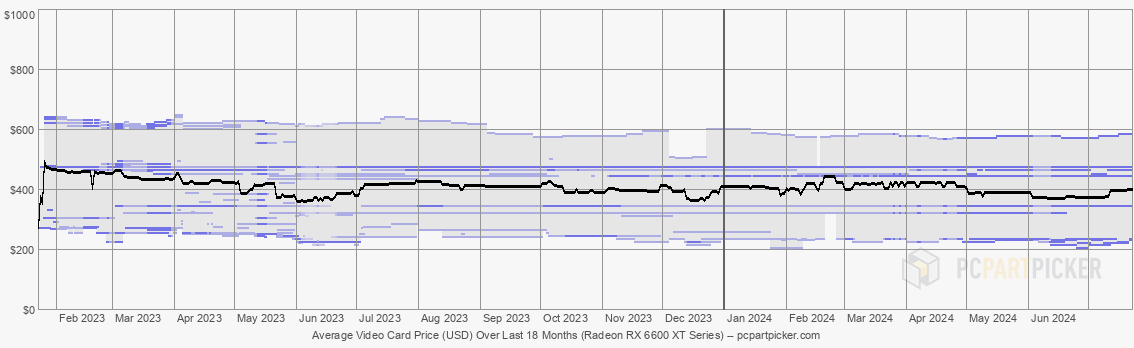 $1000
$800
$600
$400
$200
$0
Feb 2023 Mar 2023 Apr 2023 May 2023 Jun 2023 Jul 2023 Aug 2023 Sep 2023 Oct 2023 Nov 2023 Dec 2023 Jan 2024 Feb 2024 Mar 2024 Apr 2024 May 2024 Jun 2024
Average Video Card Price (USD) Over Last 18 Months (Radeon RX 6600 XT Series) -- pcpartpicker.com
PCPARTPICKER